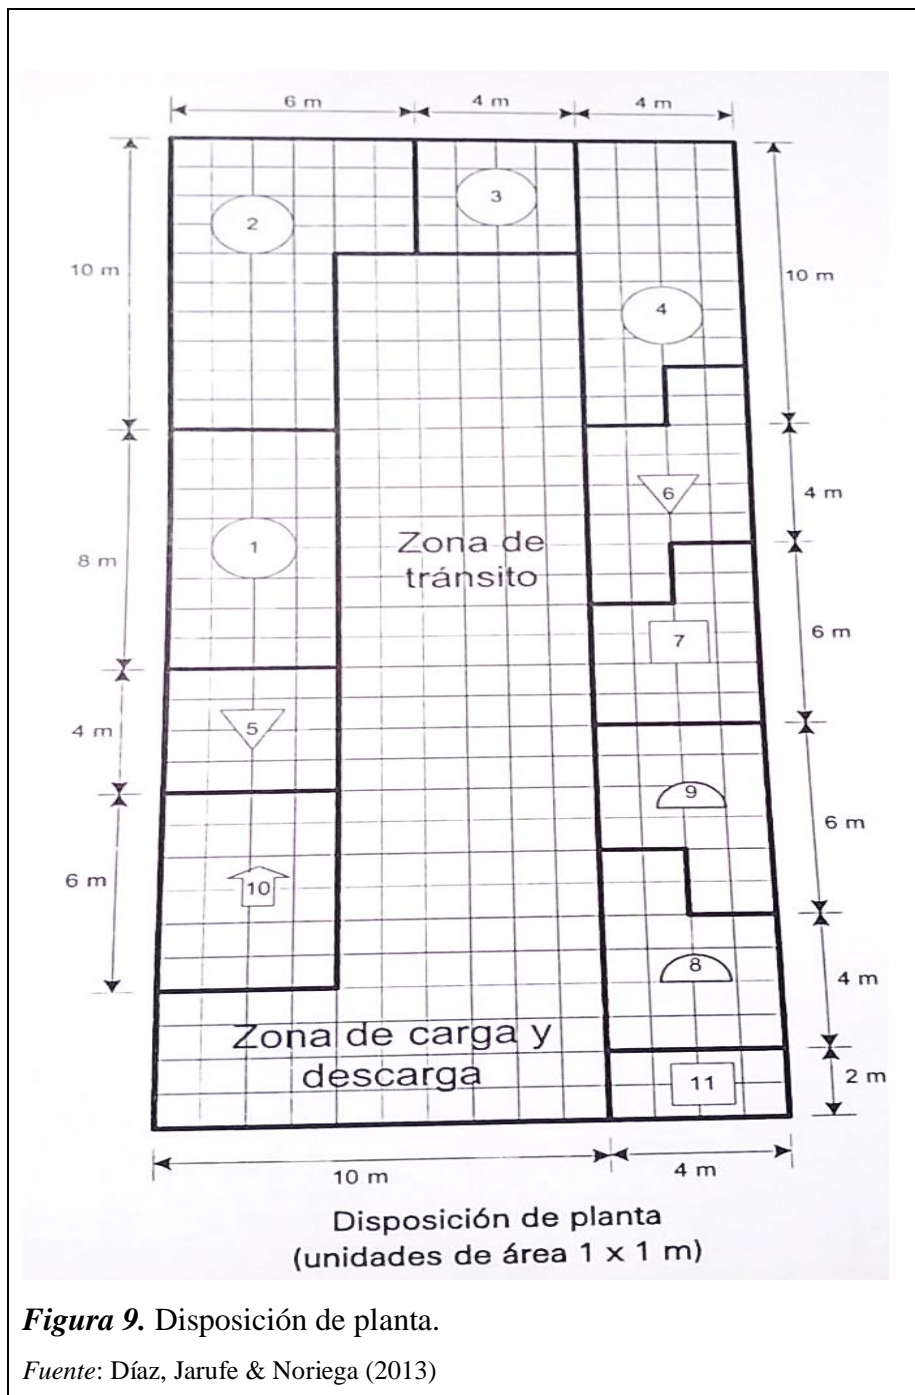 6 m
4 m
4 m
2
3
10 m
10 m
4
6
4 m
Zona de
tránsito
1
8 m
7
6 m
5
4 m
9
6 m
6 m
10
8
4 m
Zona de carga y
descarga
11
2 m
10 m
4 m
Disposición de planta
(unidades de área 1 x 1 m)
Figura 9. Disposición de planta.
Fuente: Díaz, Jarufe & Noriega (2013)